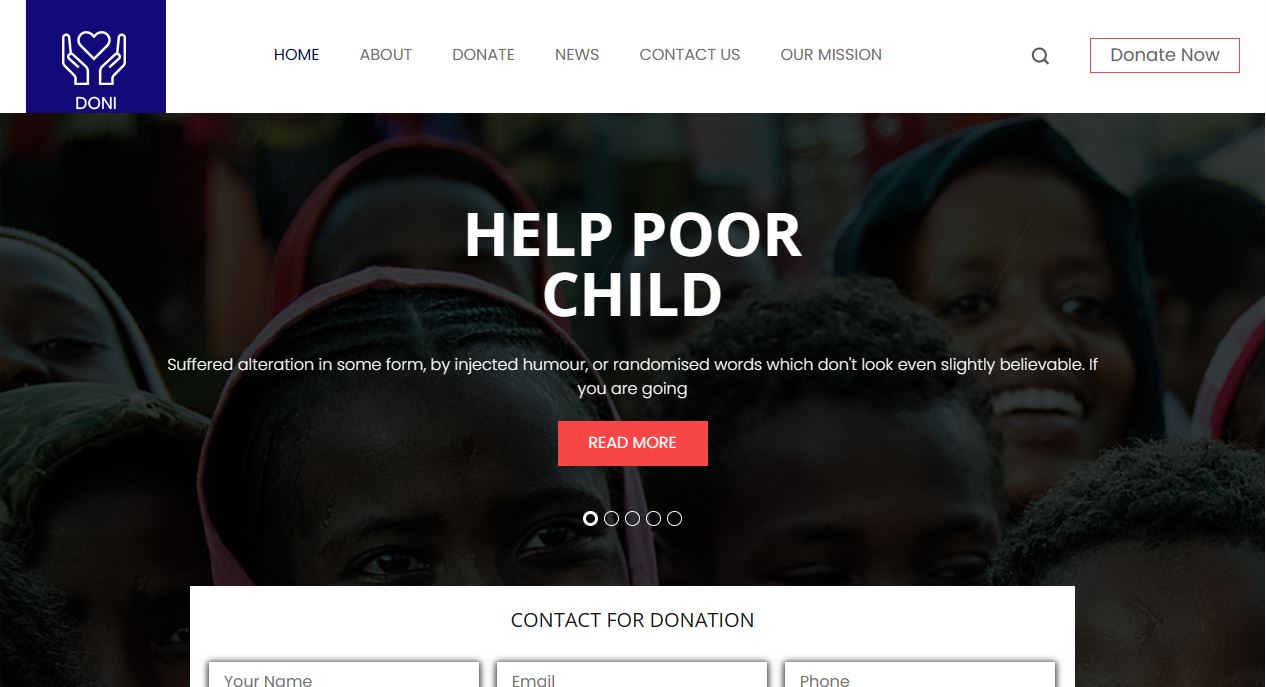 DONI
HOME
ABOUT
DONATE
NEWS
CONTACT US
OUR MISSION
Donate Now
HELP POOR
CHILD
Suffered alteration in some form, by injected humour, or randomised words which don't look even slightly believable. If
you are going
READ MORE
CONTACT FOR DONATION
Your Name
Email
Phone